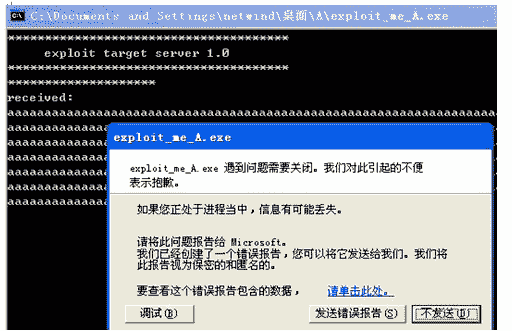 C:\Documents and Settings\netwind\桌面\A\exploit_me_A.exe
**************************************
exploit target server 1.0
**************************************
********************
received:
aaaaaaaaaaaaaaaaaaaaaaaaaaaaaaaaaaaaaaaaaaaaaaaaaaaaaaaaaaaaaaaaa
aaaaaaaaaaaaa
aaaaaaaaaaaaa
aaaaaaaaaaaaa
aaaaaaaaaaaaa
aaaaaaaaaaaaa
aaaaaaaaaaaaa
exploit_me_A.exe
exploit_me_A.exe 遇到问题需要关闭。我们对此引起的不便
表示抱歉。
如果您正处于进程当中，信息有可能丢失。
请将此问题报告给 Microsoft。
我们已经创建了一个错误报告，您可以将它发送给我们。我们将
此报告视为保密的和匿名的。
要查看这个错误报告包含的数据， 请单击此处。
调试(B) 发送错误报告(S) 不发送(D)